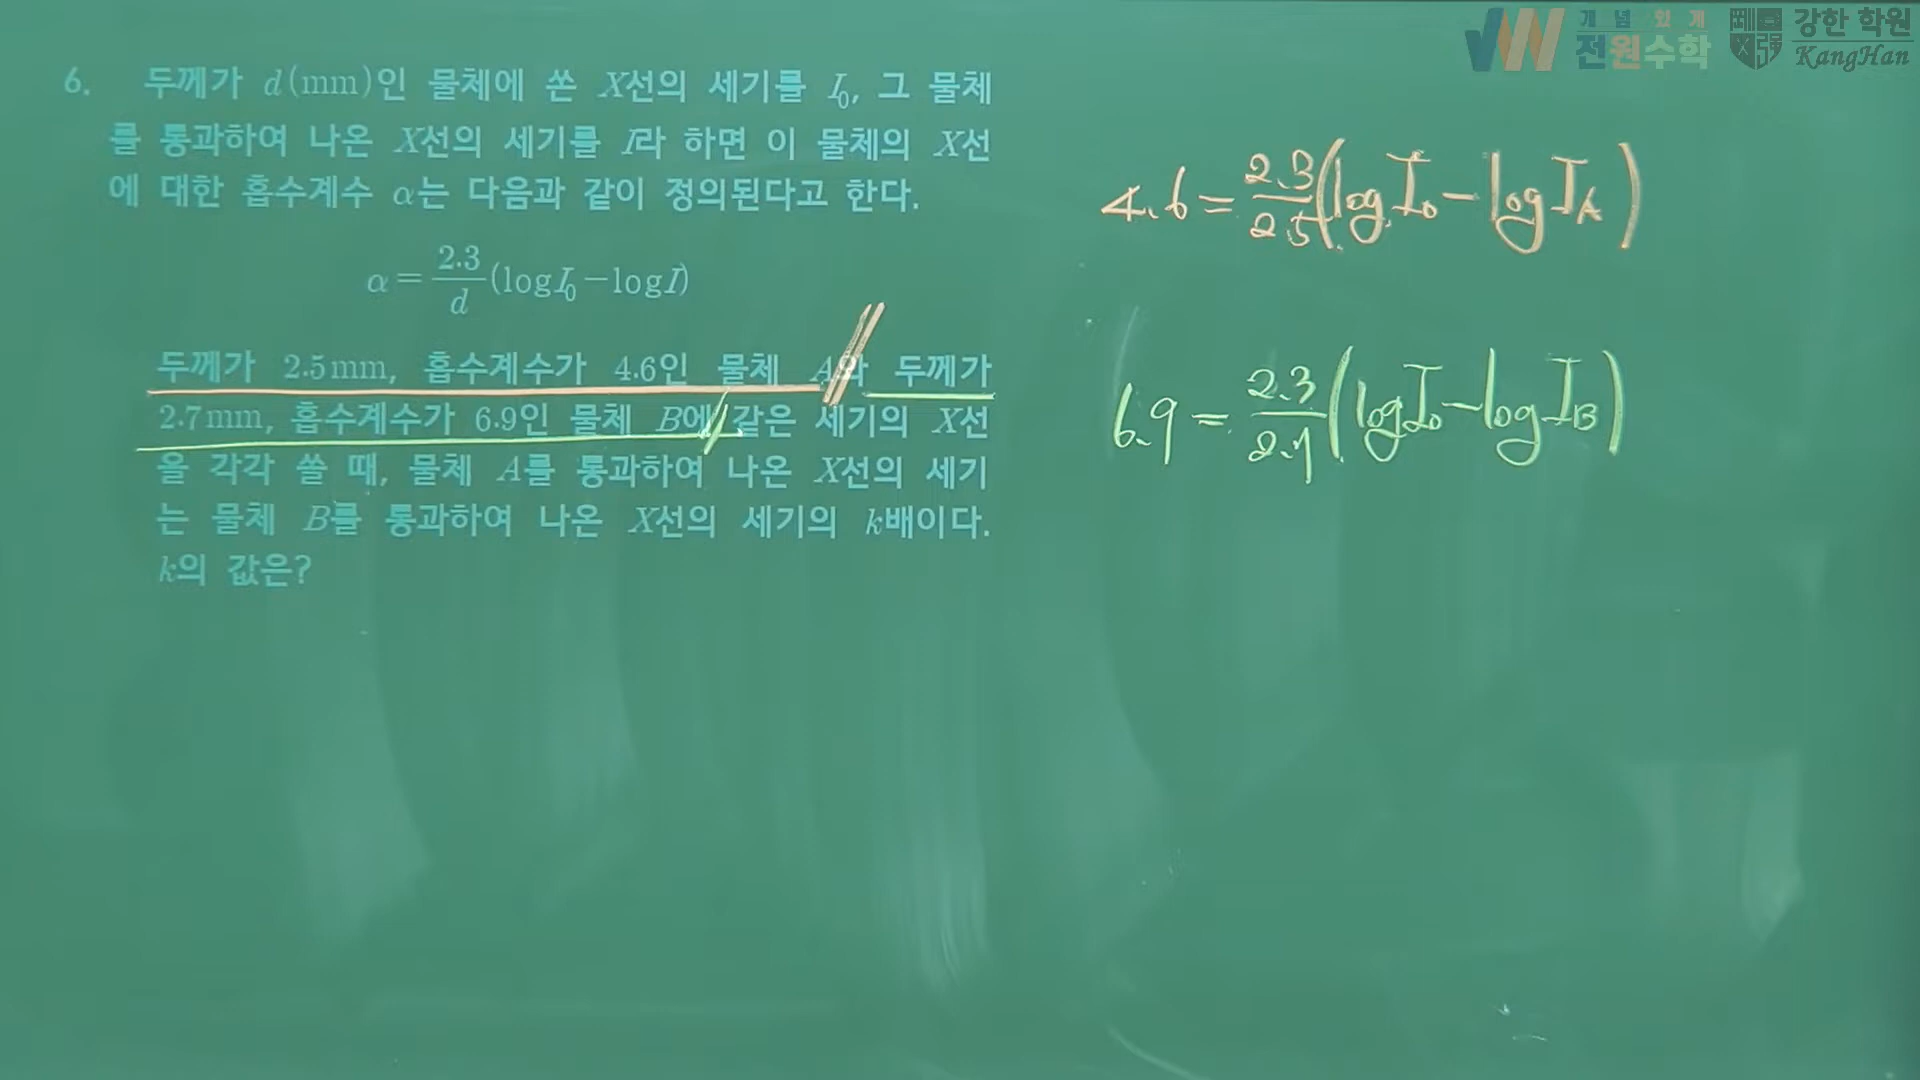 개념있게
전원수학
강한 학원
KangHan
6. 두께가 d(mm)인 물체에 쏜 X선의 세기를 I₀, 그 물체
를 통과하여 나온 X선의 세기를 I라 하면 이 물체의 X선
에 대한 흡수계수 α는 다음과 같이 정의된다고 한다.
α = 2.3/d (log I₀ − log I)
두께가 2.5mm, 흡수계수가 4.6인 물체 A와 두께가
2.7mm, 흡수계수가 6.9인 물체 B에 같은 세기의 X선
을 각각 쏠 때, 물체 A를 통과하여 나온 X선의 세기
는 물체 B를 통과하여 나온 X선의 세기의 k배이다.
k의 값은?
4.6 = 2.3/2.5 (log I₀ − log I_A)
6.9 = 2.3/2.7 (log I₀ − log I_B)